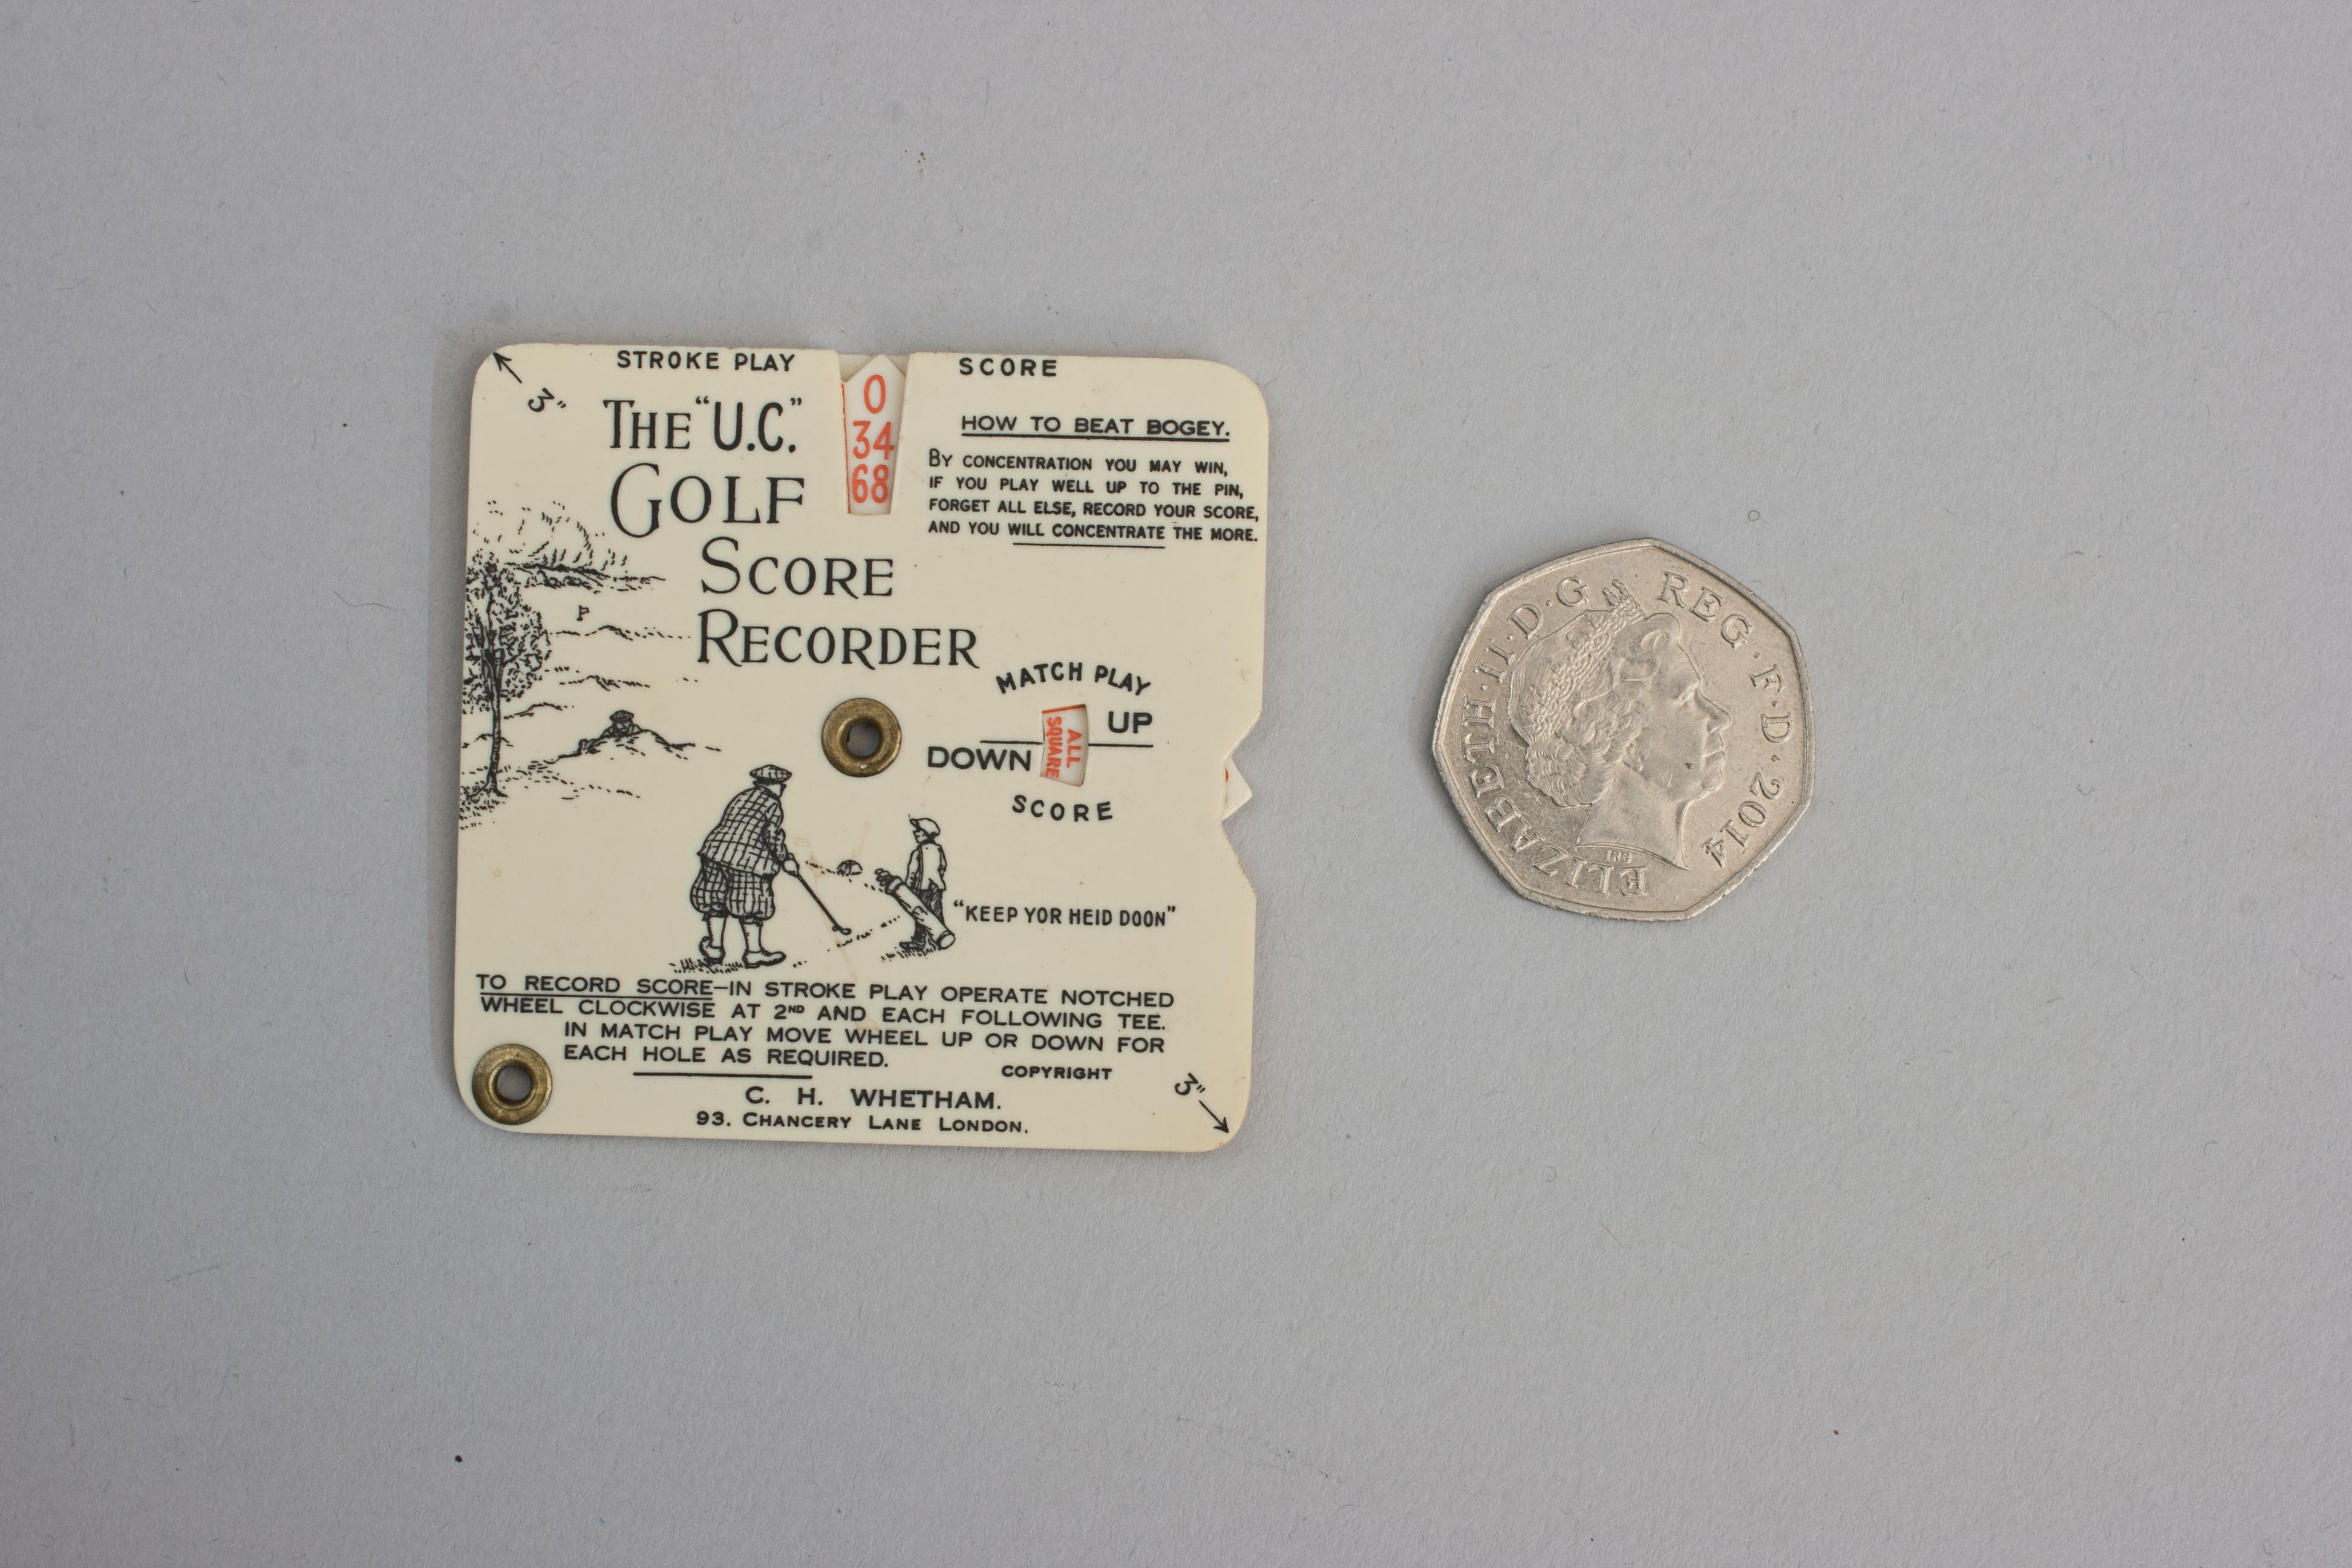 STROKE PLAY
SCORE
3"
THE "U.C."
GOLF
SCORE
RECORDER
0
34
68
HOW TO BEAT BOGEY.
BY CONCENTRATION YOU MAY WIN,
IF YOU PLAY WELL UP TO THE PIN,
FORGET ALL ELSE, RECORD YOUR SCORE,
AND YOU WILL CONCENTRATE THE MORE.
MATCH PLAY
UP
DOWN
ALL
SQUARE
SCORE
"KEEP YOR HEID DOON"
TO RECORD SCORE—IN STROKE PLAY OPERATE NOTCHED
WHEEL CLOCKWISE AT 2ND AND EACH FOLLOWING TEE.
IN MATCH PLAY MOVE WHEEL UP OR DOWN FOR
EACH HOLE AS REQUIRED.
COPYRIGHT
3"
C. H. WHETHAM.
93. CHANCERY LANE LONDON.
ELIZABETH·II·D·G REG·F·D·2014
IRB